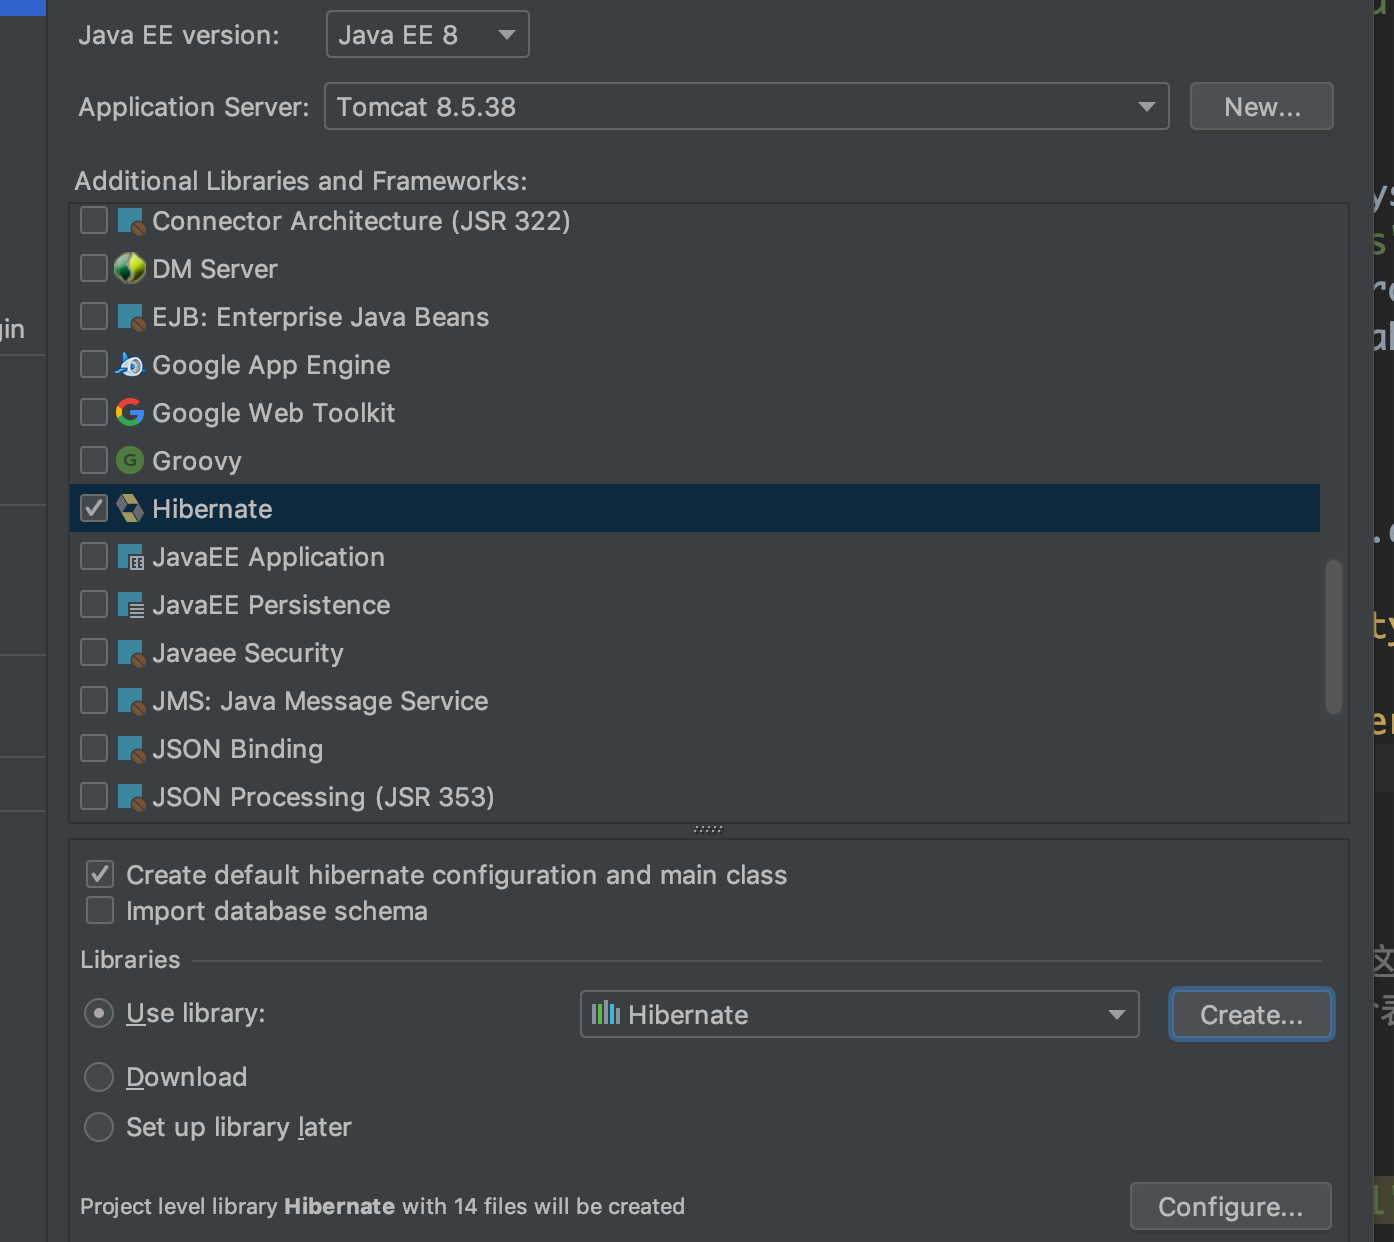 Java EE version: Java EE 8
Application Server: Tomcat 8.5.38 New...
Additional Libraries and Frameworks:
Connector Architecture (JSR 322)
DM Server
EJB: Enterprise Java Beans
Google App Engine
Google Web Toolkit
Groovy
Hibernate
JavaEE Application
JavaEE Persistence
Javaee Security
JMS: Java Message Service
JSON Binding
JSON Processing (JSR 353)
Create default hibernate configuration and main class
Import database schema
Libraries
Use library: Hibernate Create...
Download
Set up library later
Project level library Hibernate with 14 files will be created Configure...